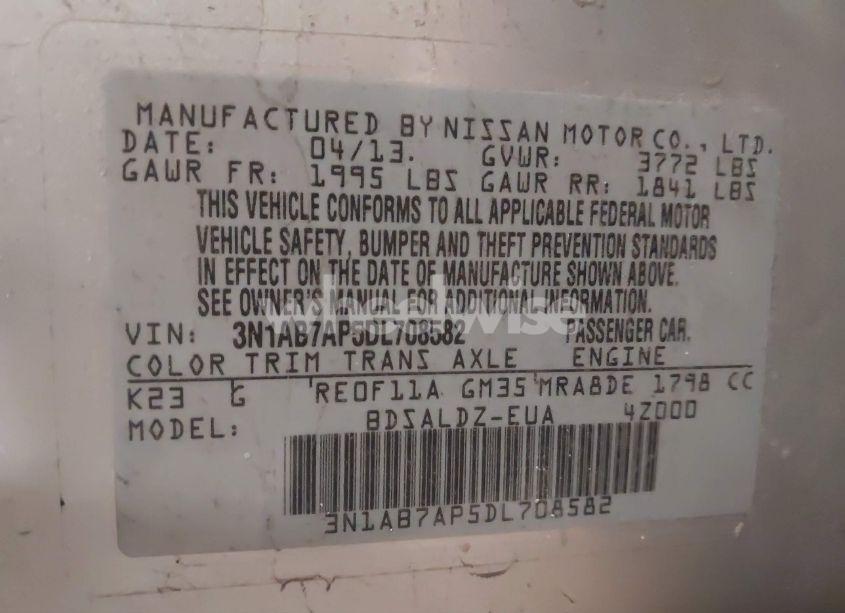 MANUFACTURED BY NISSAN MOTOR CO., LTD.
DATE: 04/13. GVWR: 3772 LBS
GAWR FR: 1995 LBS GAWR RR: 1841 LBS
THIS VEHICLE CONFORMS TO ALL APPLICABLE FEDERAL MOTOR
VEHICLE SAFETY, BUMPER AND THEFT PREVENTION STANDARDS
IN EFFECT ON THE DATE OF MANUFACTURE SHOWN ABOVE.
SEE OWNER'S MANUAL FOR ADDITIONAL INFORMATION.
wheelwise
VIN: 3N1AB7AP5DL708582 PASSENGER CAR.
COLOR TRIM TRANS AXLE ENGINE
K23 G RE0F11A GM35 MRA8DE 1798 CC
MODEL: BDSALDZ-EUA 4Z000
3N1AB7AP5DL708582